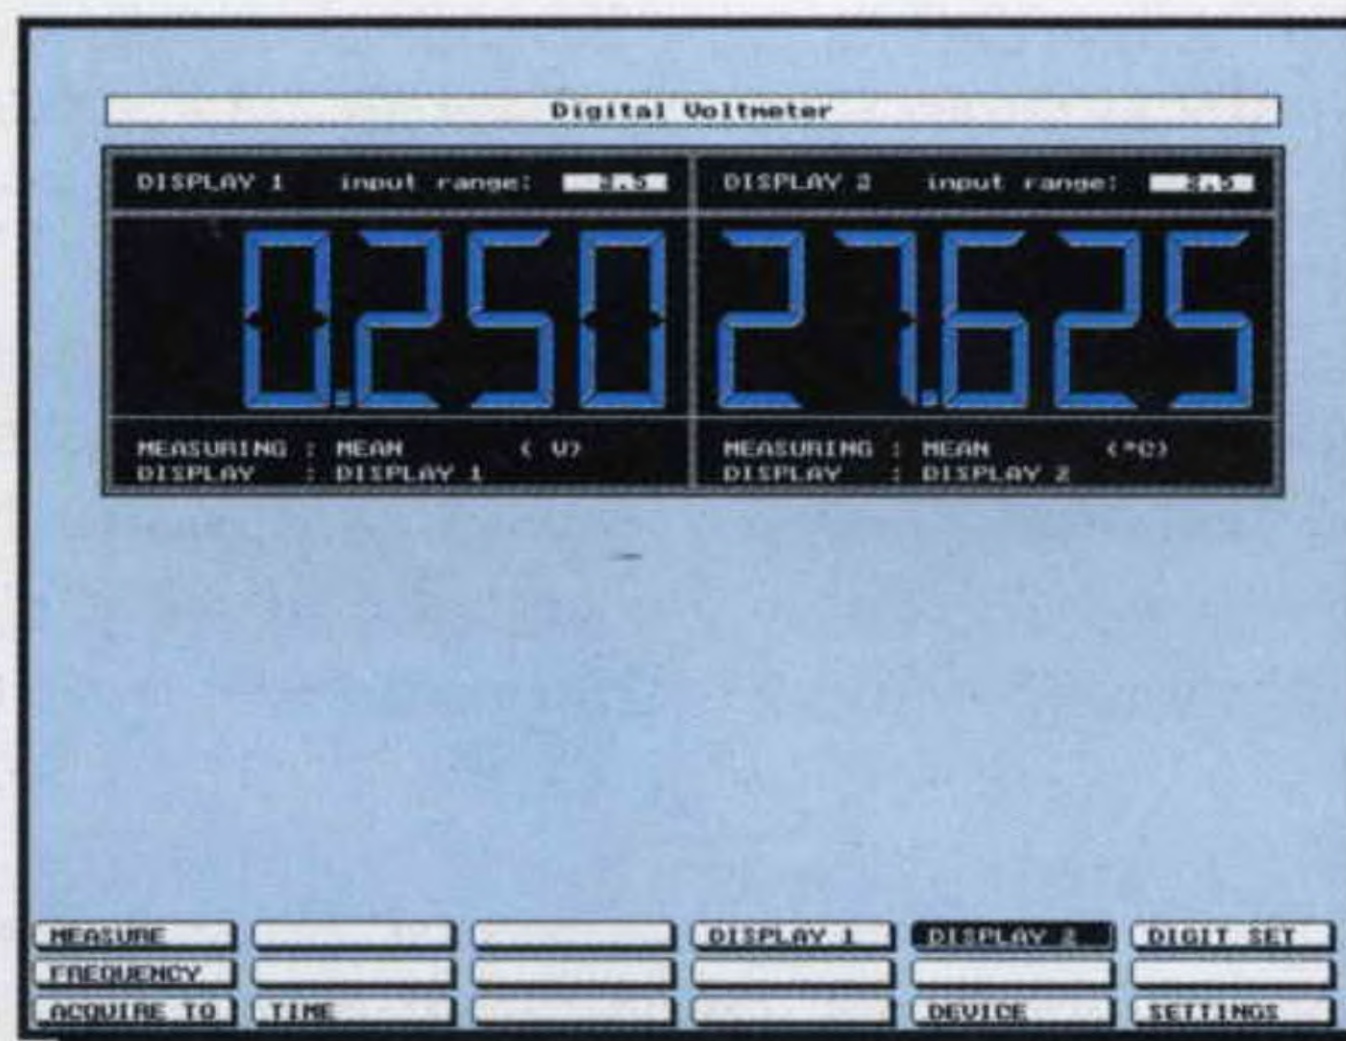 Digital Voltmeter
DISPLAY 1 input range:
DISPLAY 2 input range:
0.250
27.625
MEASURING : MEAN ( V)
DISPLAY : DISPLAY 1
MEASURING : MEAN (°C)
DISPLAY : DISPLAY 2
MEASURE DISPLAY 1 DISPLAY 2 DIGIT SET
FREQUENCY
ACQUIRE TO TIME DEVICE SETTINGS